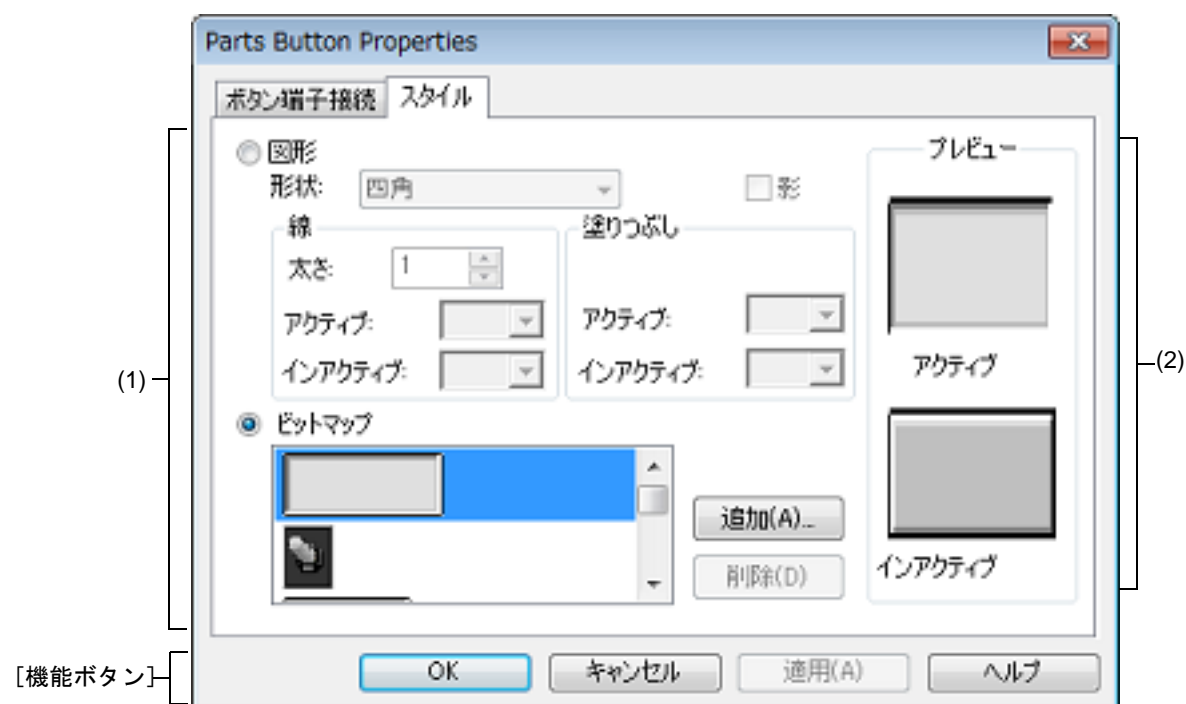 Parts Button Properties
ボタン端子接続 スタイル
図形
形状: 四角 影
線
太さ: 1
アクティブ:
インアクティブ:
塗りつぶし
アクティブ:
インアクティブ:
ビットマップ
追加(A)...
削除(D)
プレビュー
アクティブ
インアクティブ
(1)
(2)
[機能ボタン]
OK キャンセル 適用(A) ヘルプ